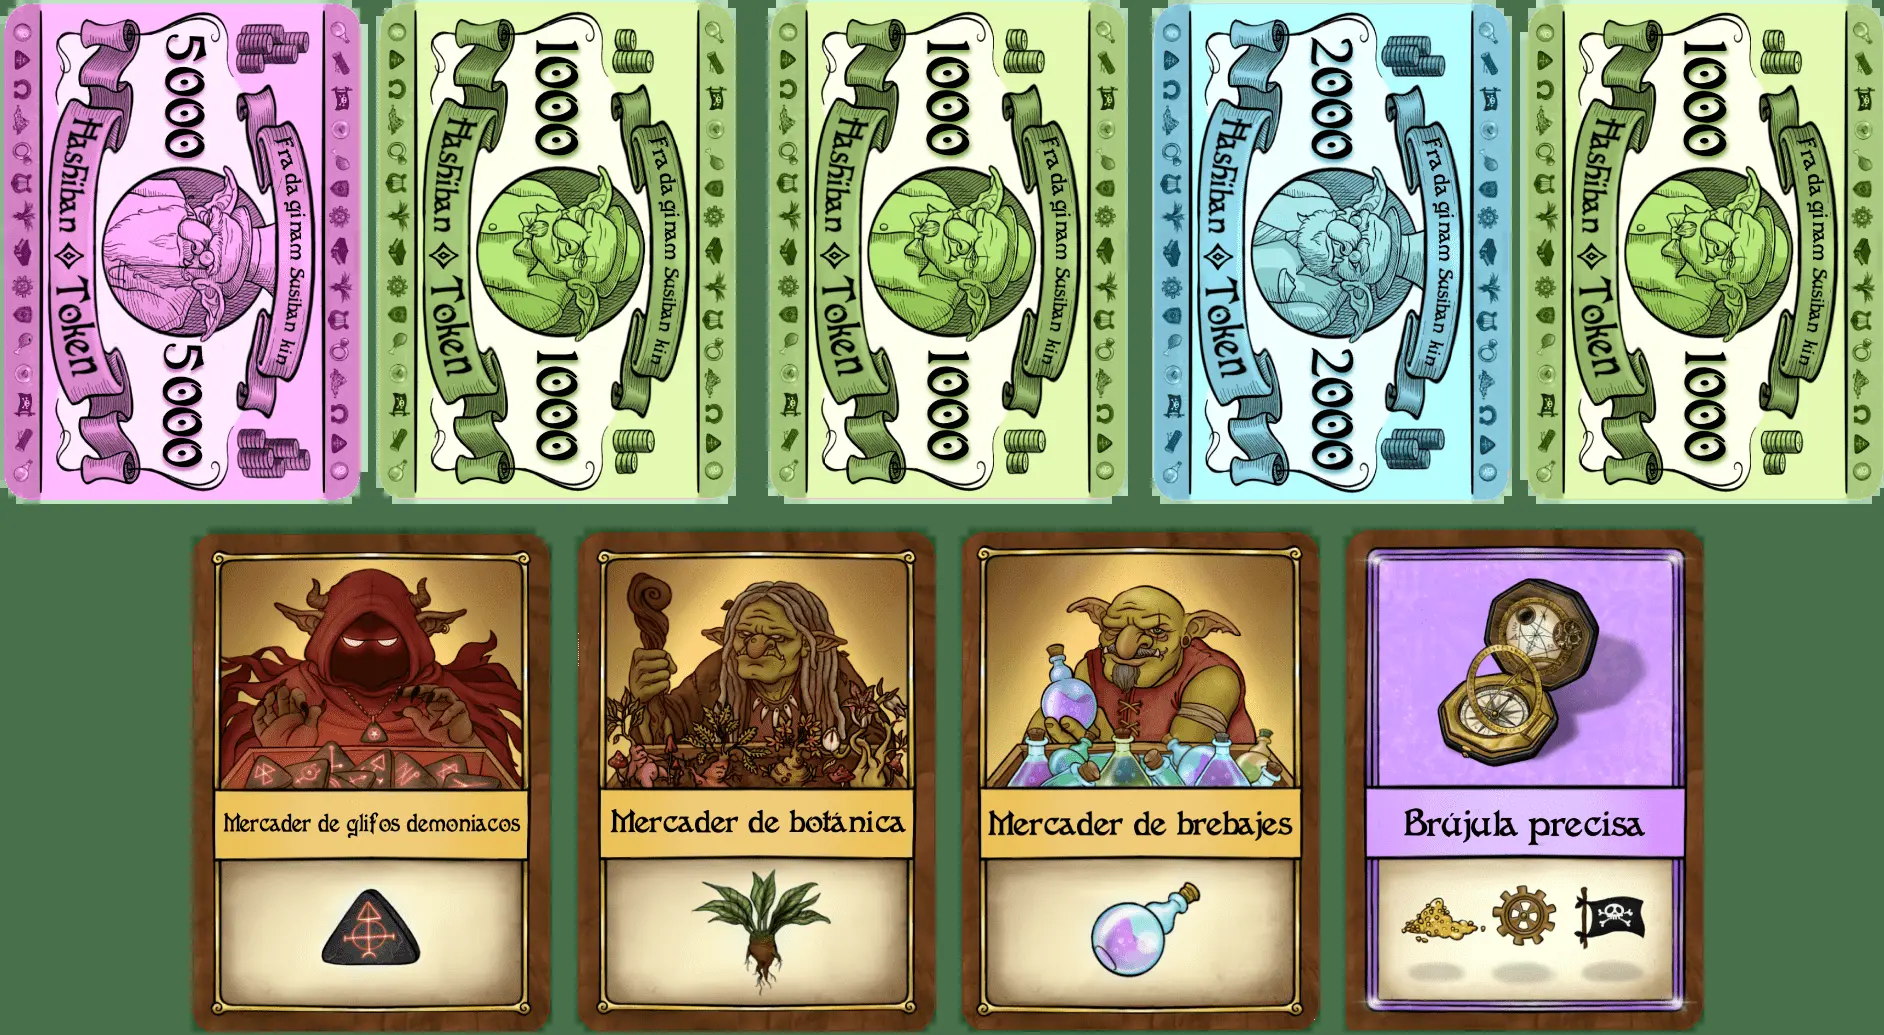 5000 5000
Hashiban ◈ Token
Fra da ginam Susiban kin
1000 1000
Hashiban ◈ Token
Fra da ginam Susiban kin
1000 1000
Hashiban ◈ Token
Fra da ginam Susiban kin
2000 2000
Hashiban ◈ Token
Fra da ginam Susiban kin
1000 1000
Hashiban ◈ Token
Fra da ginam Susiban kin
Mercader de glifos demoniacos
Mercader de botánica
Mercader de brebajes
Brújula precisa